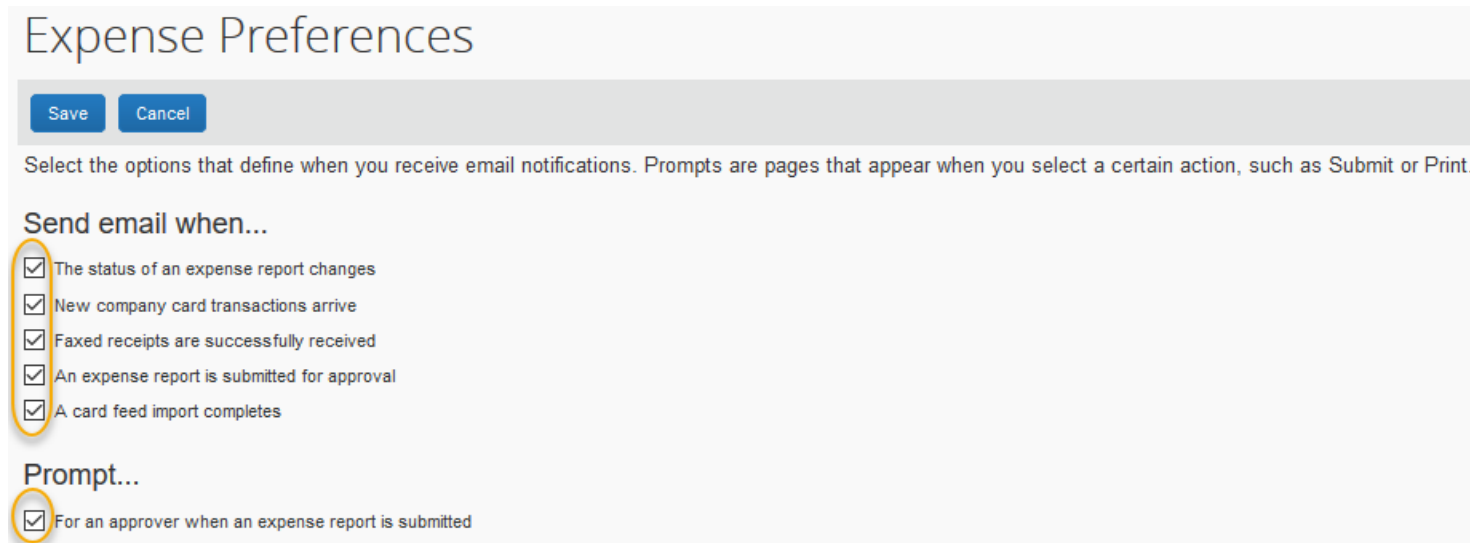 Expense Preferences
Save Cancel
Select the options that define when you receive email notifications. Prompts are pages that appear when you select a certain action, such as Submit or Print.
Send email when...
The status of an expense report changes
New company card transactions arrive
Faxed receipts are successfully received
An expense report is submitted for approval
A card feed import completes
Prompt...
For an approver when an expense report is submitted